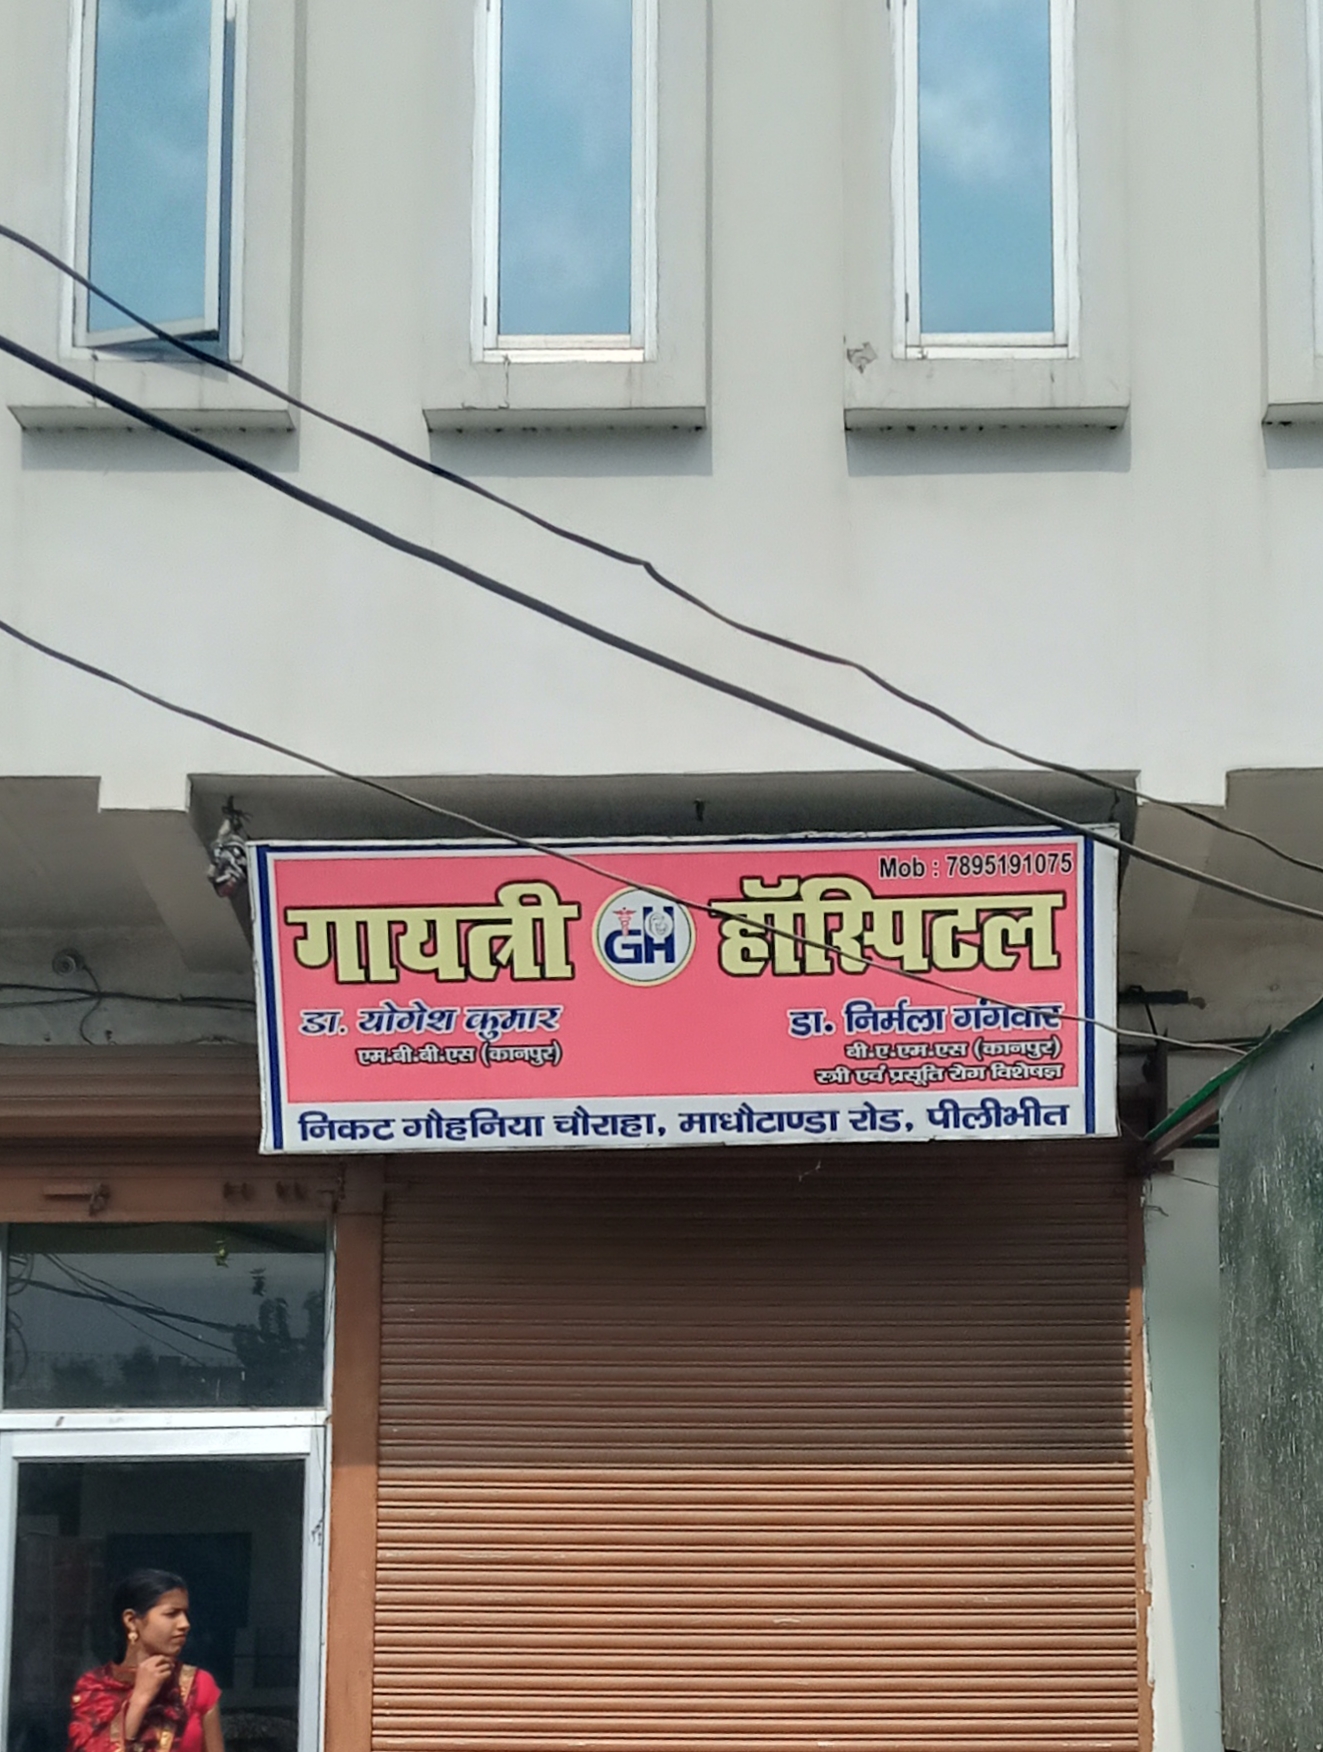 Mob : 7895191075
गायत्री GH हॉस्पिटल
डा. योगेश कुमार
एम.बी.बी.एस (कानपुर)
डा. निर्मला गंगवार
बी.ए.एम.एस (कानपुर)
स्त्री एवं प्रसूति रोग विशेषज्ञ
निकट गौहनिया चौराहा, माधौटाण्डा रोड, पीलीभीत